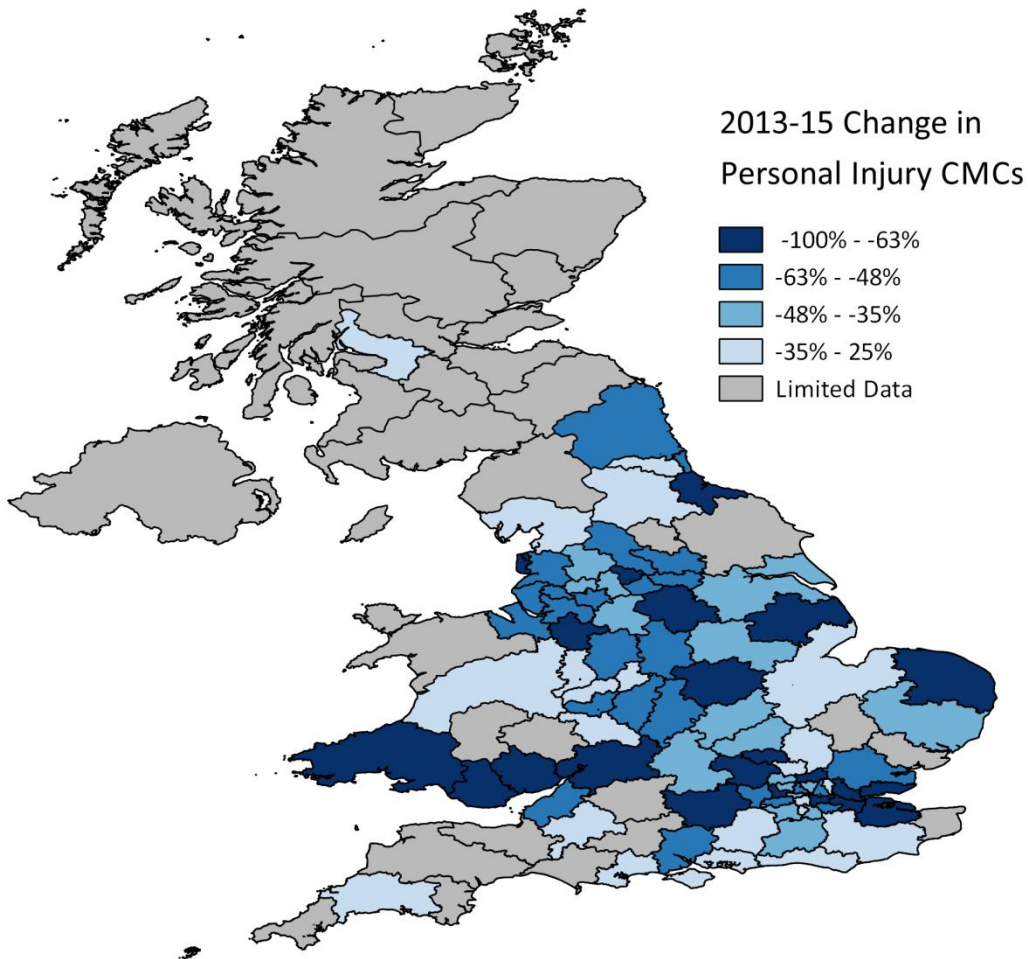 2013-15 Change in
Personal Injury CMCs
-100% - -63%
-63% - -48%
-48% - -35%
-35% - 25%
Limited Data